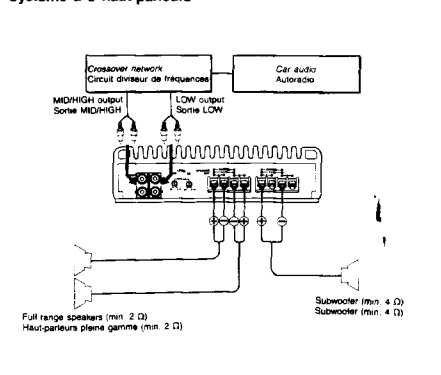 Système à 3 haut-parleurs
Crossover network
Circuit diviseur de fréquences
Car audio
Autoradio
MID/HIGH output
Sortie MID/HIGH
LOW output
Sortie LOW
Subwoofer (min. 4 Ω)
Subwoofer (min. 4 Ω)
Full range speakers (min. 2 Ω)
Haut-parleurs pleine gamme (min. 2 Ω)